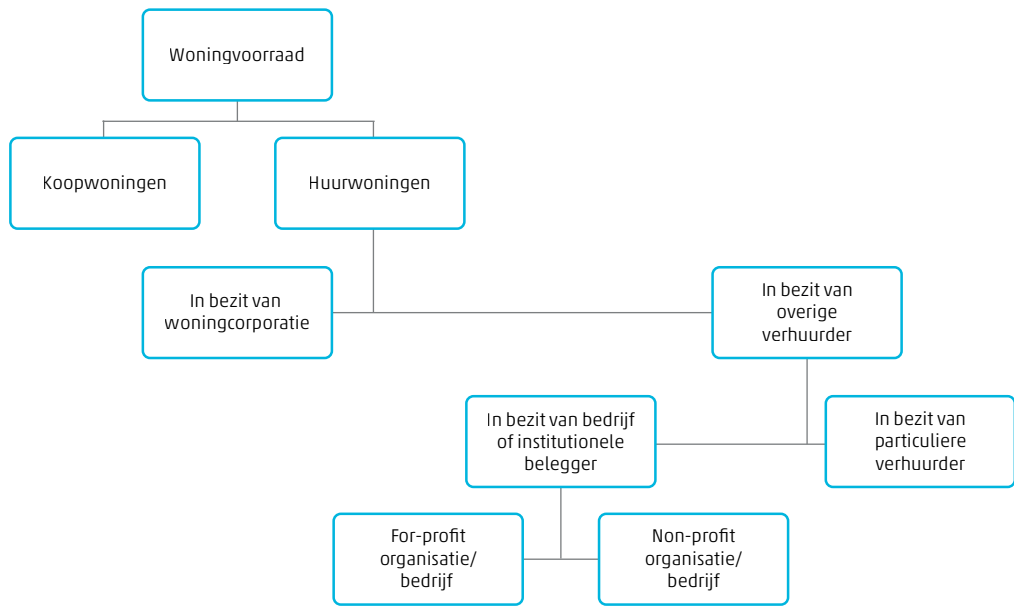 Woningvoorraad
Koopwoningen
Huurwoningen
In bezit van
woningcorporatie
In bezit van
overige
verhuurder
In bezit van bedrijf
of institutionele
belegger
In bezit van
particuliere
verhuurder
For-profit
organisatie/
bedrijf
Non-profit
organisatie/
bedrijf